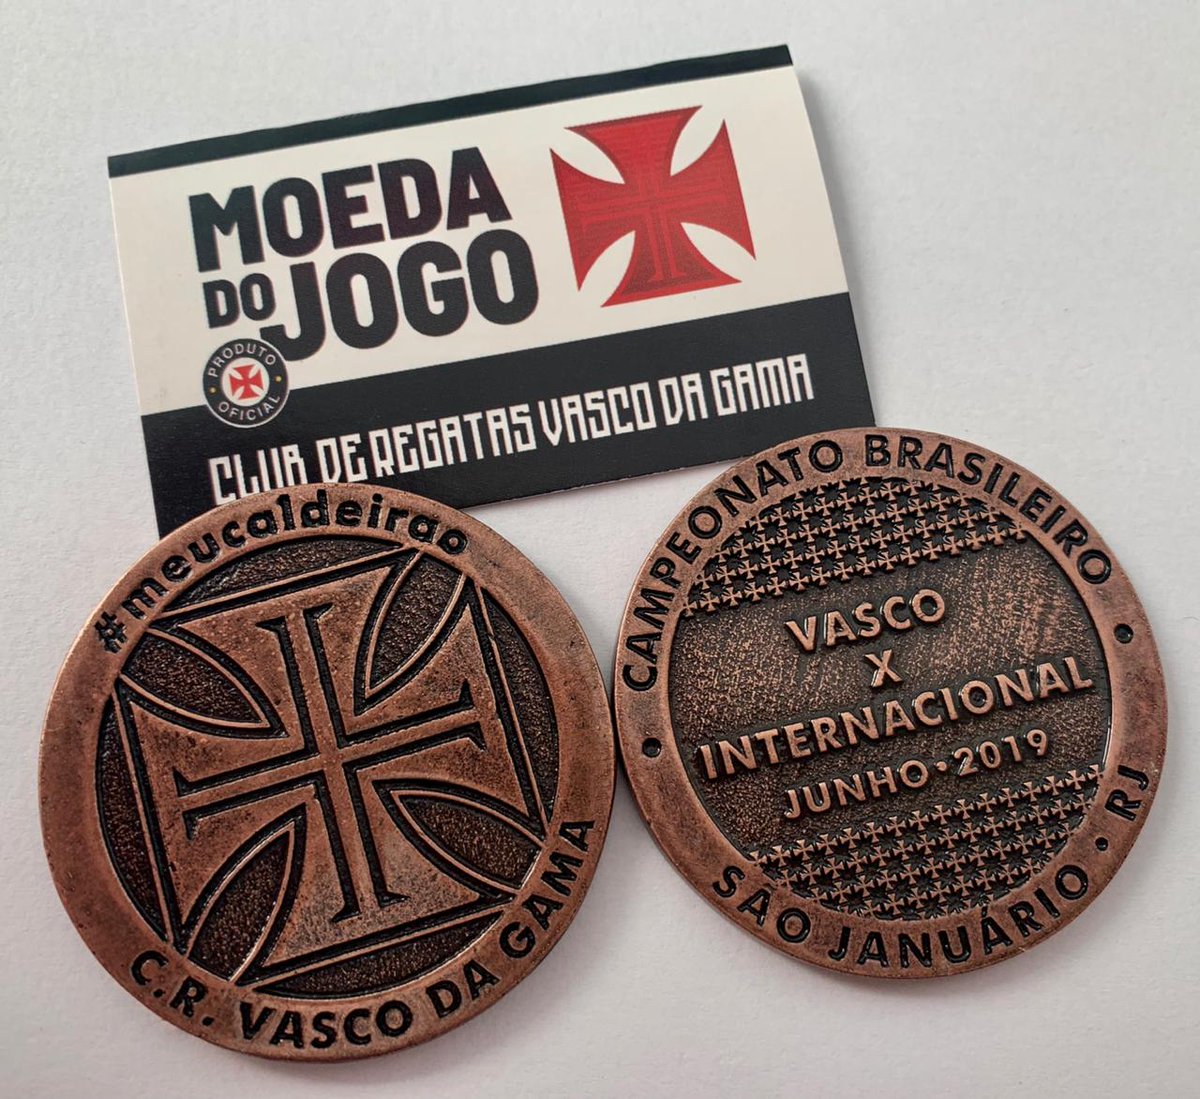 MOEDA
DO JOGO
PRODUTO
OFICIAL
CLUB DE REGATAS VASCO DA GAMA
#meucaldeirao
C.R. VASCO DA GAMA
CAMPEONATO BRASILEIRO
VASCO
X
INTERNACIONAL
JUNHO • 2019
SÃO JANUÁRIO • RJ